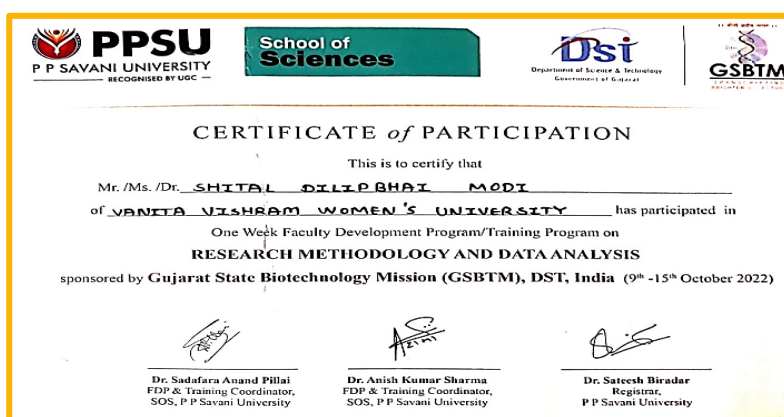 PPSU
P P SAVANI UNIVERSITY
RECOGNISED BY UGC
School of
Sciences
DST
Department of Science & Technology
Government of Gujarat
GSBTM
CERTIFICATE of PARTICIPATION
This is to certify that
Mr. /Ms. /Dr. SHITAL DILIPBHAI MODI
of VANITA VISHRAM WOMEN'S UNIVERSITY has participated in
One Week Faculty Development Program/Training Program on
RESEARCH METHODOLOGY AND DATA ANALYSIS
sponsored by Gujarat State Biotechnology Mission (GSBTM), DST, India (9th -15th October 2022)
Dr. Sadafara Anand Pillai
FDP & Training Coordinator,
SOS, P P Savani University
Dr. Anish Kumar Sharma
FDP & Training Coordinator,
SOS, P P Savani University
Dr. Sateesh Biradar
Registrar,
P P Savani University